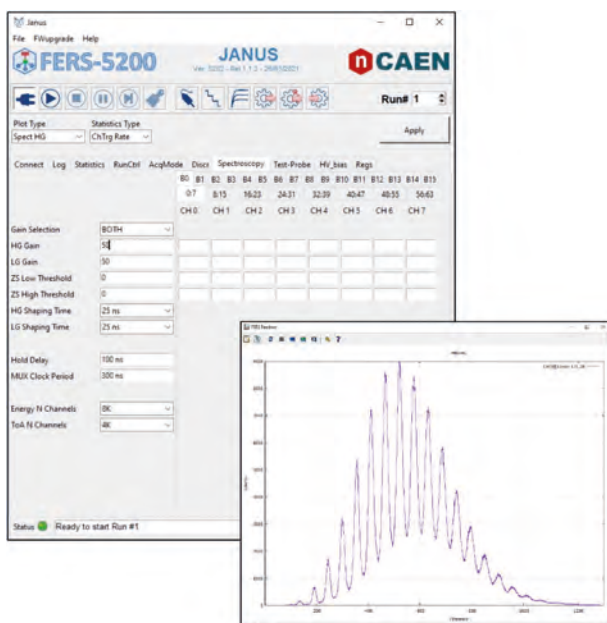 Janus
File FWupgrade Help
FERS-5200
JANUS
CAEN
Run# 1
Plot Type
Statistics Type
Spect HG
ChTrg Rate
Apply
Connect Log Statistics RunCtrl AcqMode Discr Spectroscopy Test-Probe HV_bias Regs
B0 B1 B2 B3 B4 B5 B6 B7 B8 B9 B10 B11 B12 B13 B14 B15
0:7 8:15 16:23 24:31 32:39 40:47 48:55 56:63
CH 0 CH 1 CH 2 CH 3 CH 4 CH 5 CH 6 CH 7
Gain Selection BOTH
HG Gain 50
LG Gain 50
ZS Low Threshold 0
ZS High Threshold 0
HG Shaping Time 25 ns
LG Shaping Time 25 ns
Hold Delay 100 ns
MUX Clock Period 300 ns
Energy N Channels 8K
ToA N Channels 4K
Status Ready to start Run #1